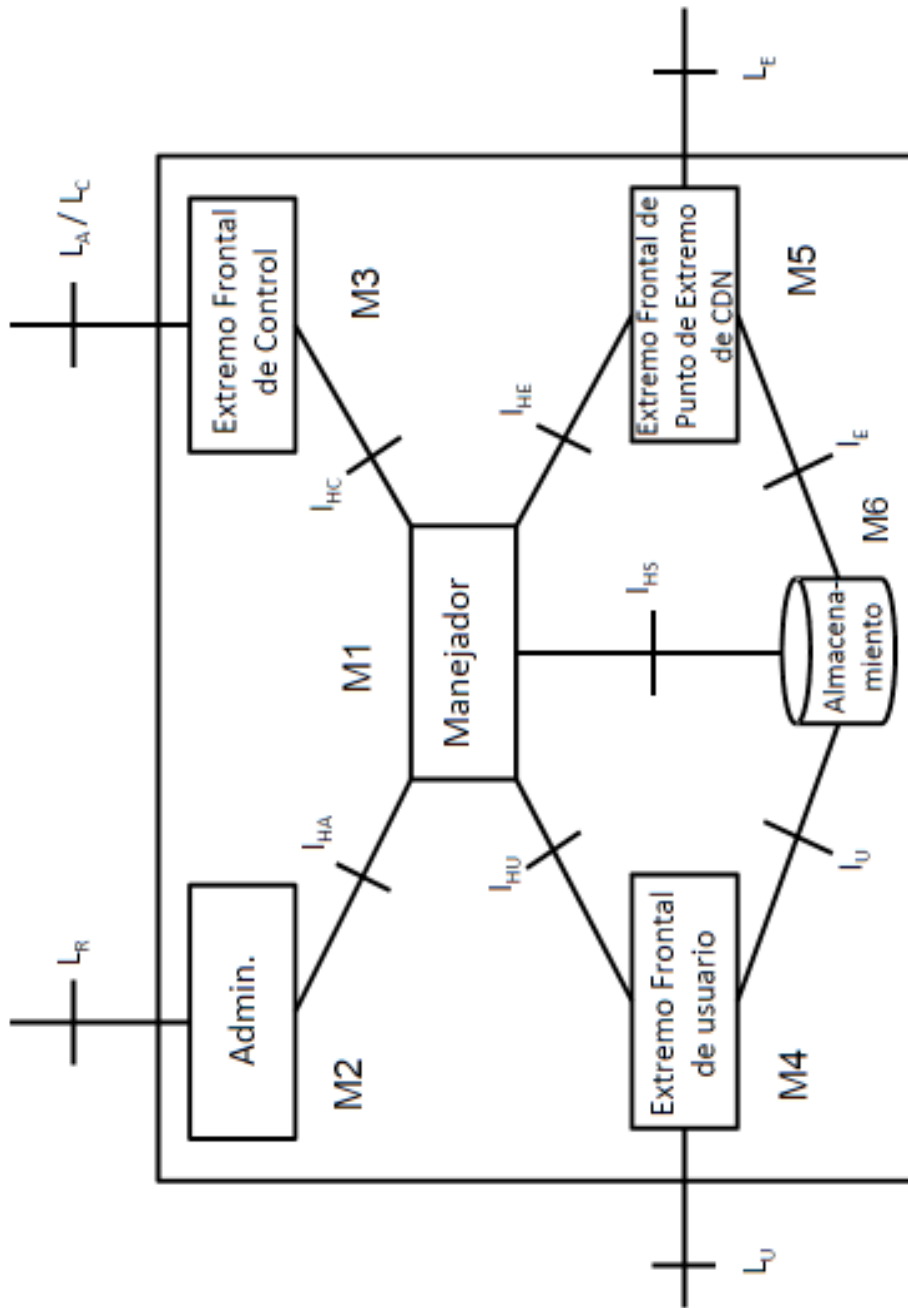 L_R
L_A / L_C
Admin.
Extremo Frontal
de Control
M2
M3
I_HA
I_HC
M1
Manejador
I_HU
I_HE
I_HS
L_U
Extremo Frontal
de usuario
Extremo Frontal de
Punto de Extremo
de CDN
L_E
M4
M5
I_U
I_E
M6
Almacena-
miento